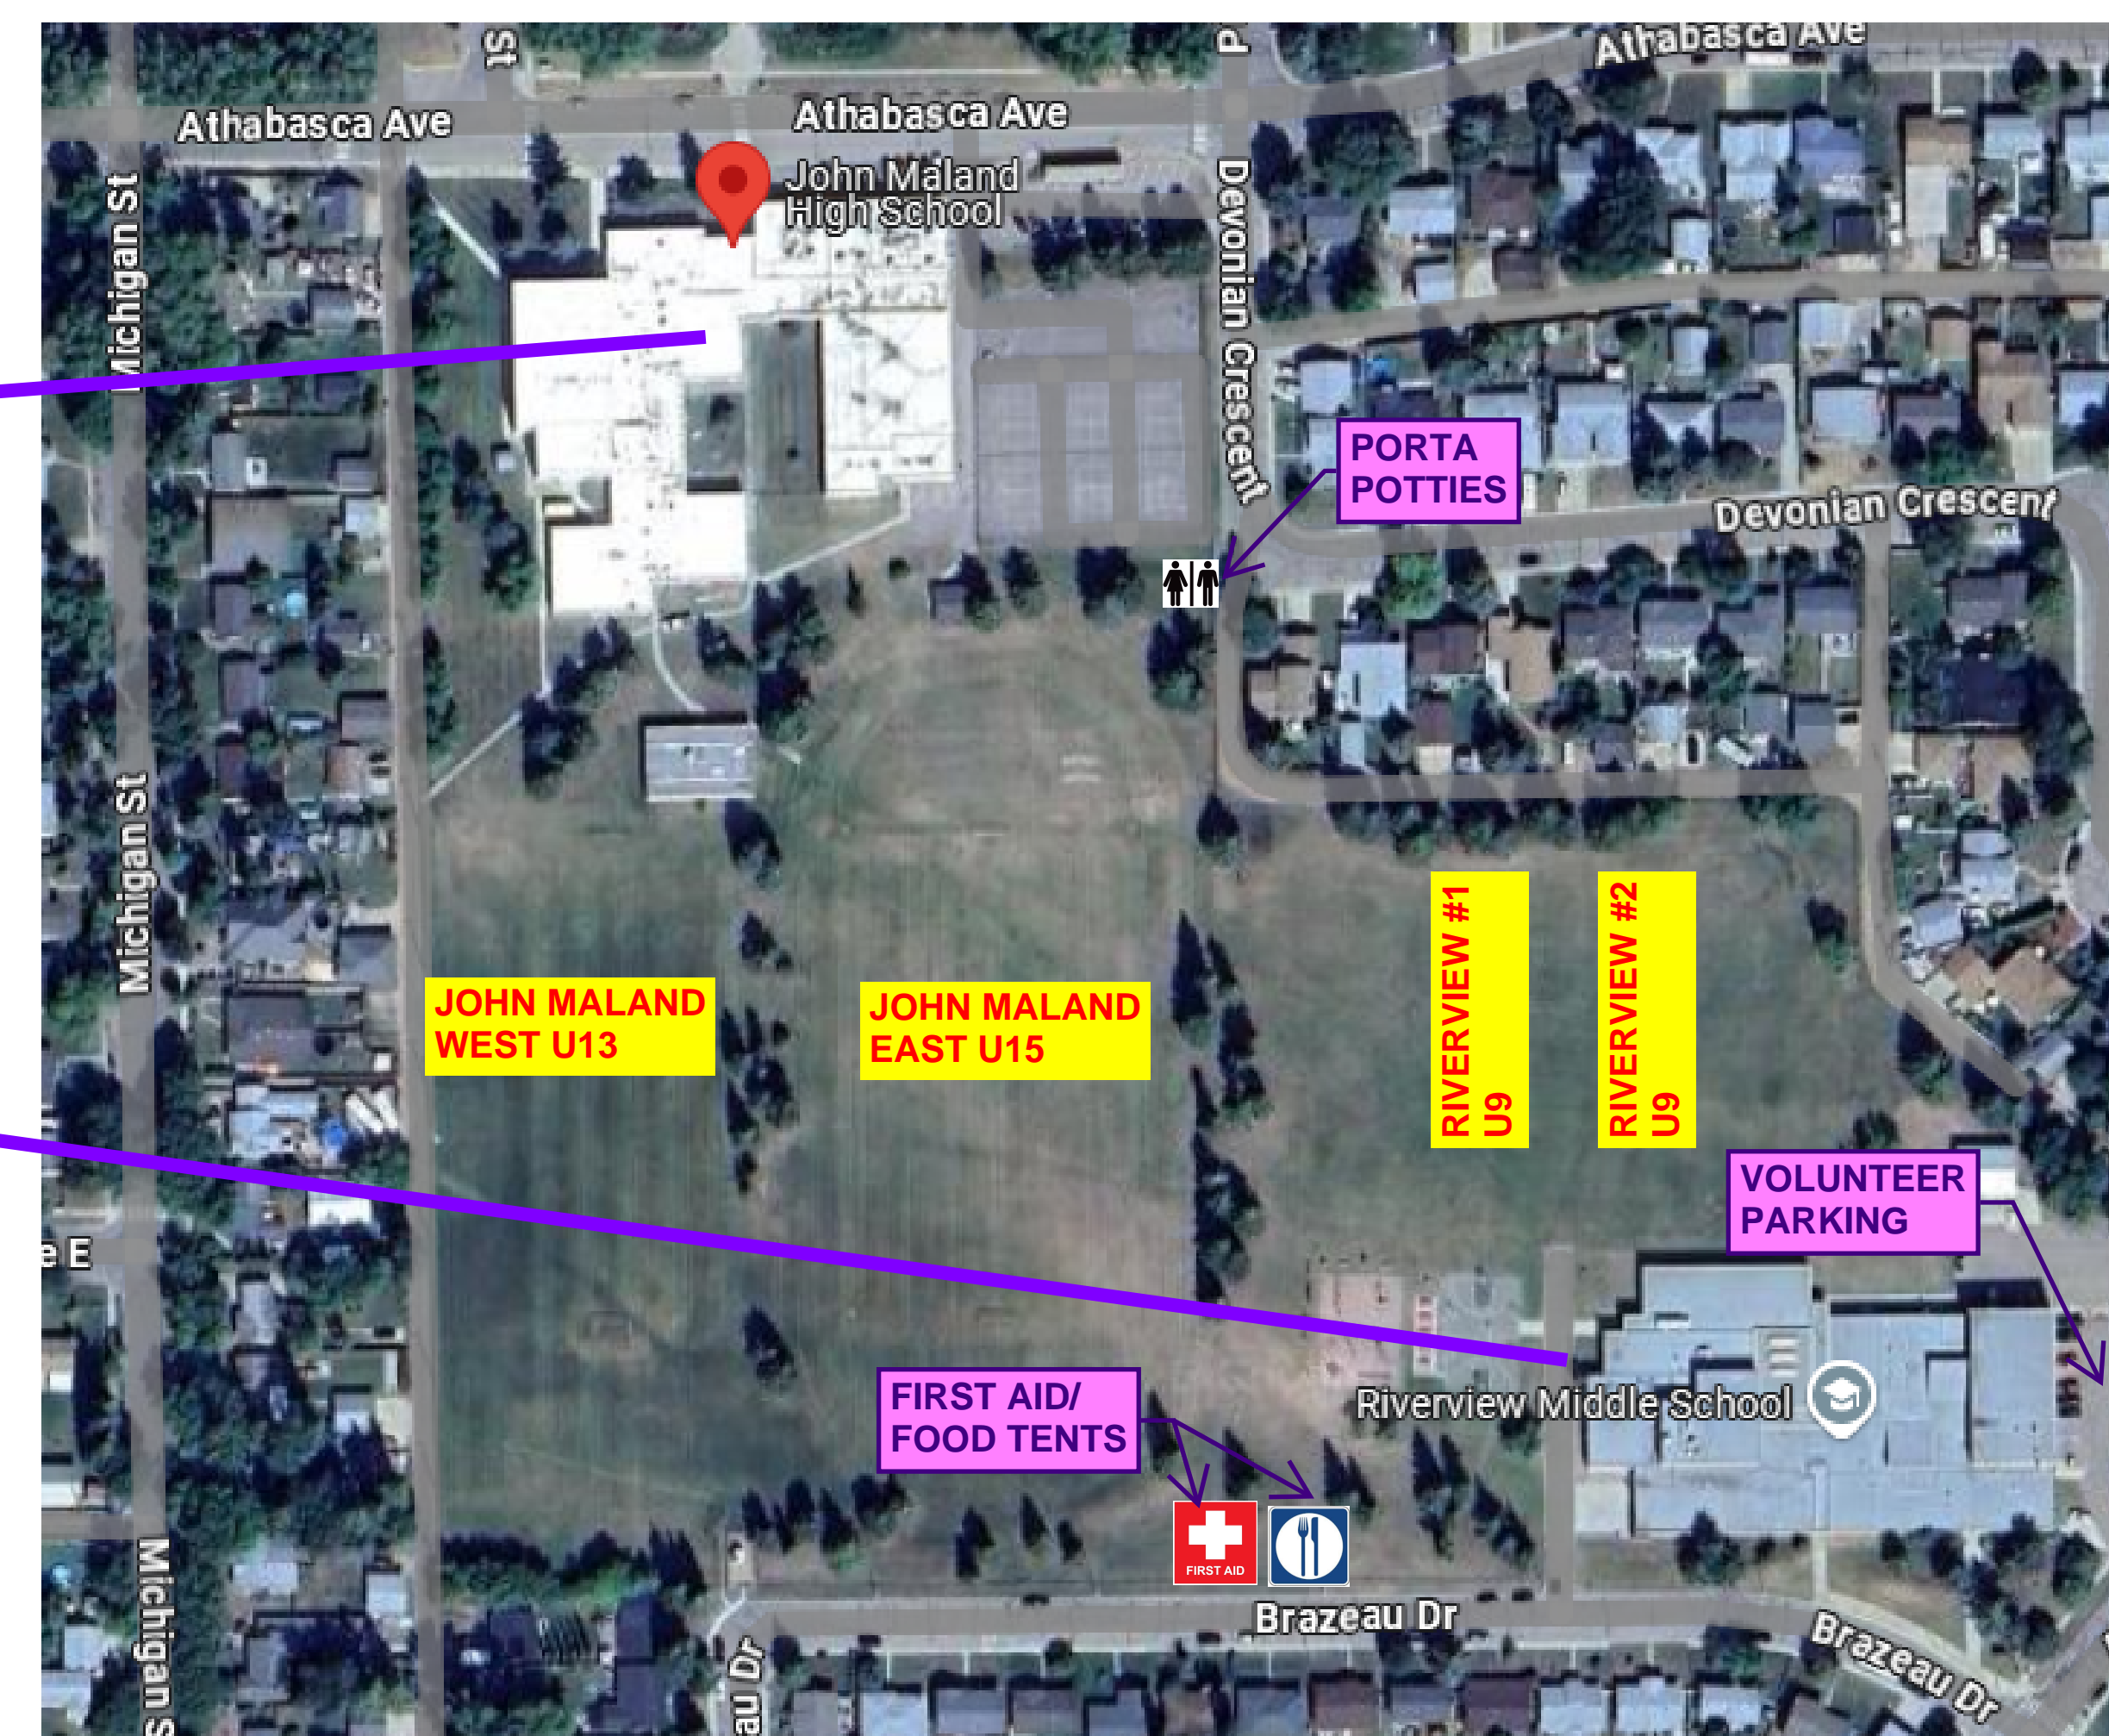 St
P
Athabasca Ave
Athabasca Ave
Athabasca Ave
John Maland
High School
Michigan St
Devonian Crescent
PORTA
POTTIES
Devonian Crescent
Michigan St
RIVERVIEW #1
U9
RIVERVIEW #2
U9
JOHN MALAND
WEST U13
JOHN MALAND
EAST U15
VOLUNTEER
PARKING
e E
FIRST AID/
FOOD TENTS
Riverview Middle School
FIRST AID
Michigan S
Brazeau Dr
Brazeau Dr
au Dr